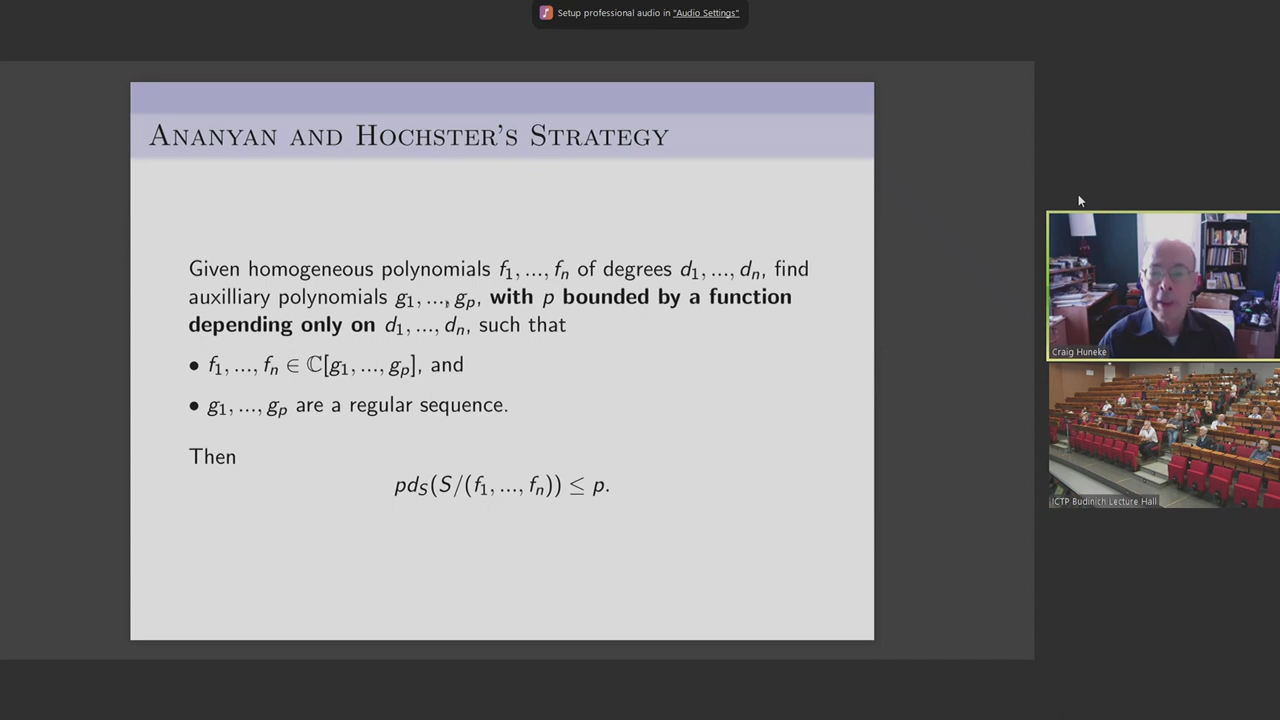 Setup professional audio in "Audio Settings"
ANANYAN AND HOCHSTER'S STRATEGY
Given homogeneous polynomials f₁, ..., fₙ of degrees d₁, ..., dₙ, find
auxilliary polynomials g₁, ..., gₚ, with p bounded by a function
depending only on d₁, ..., dₙ, such that
• f₁, ..., fₙ ∈ ℂ[g₁, ..., gₚ], and
• g₁, ..., gₚ are a regular sequence.
Then
pd_S(S/(f₁, ..., fₙ)) ≤ p.
Craig Huneke
ICTP Budinich Lecture Hall